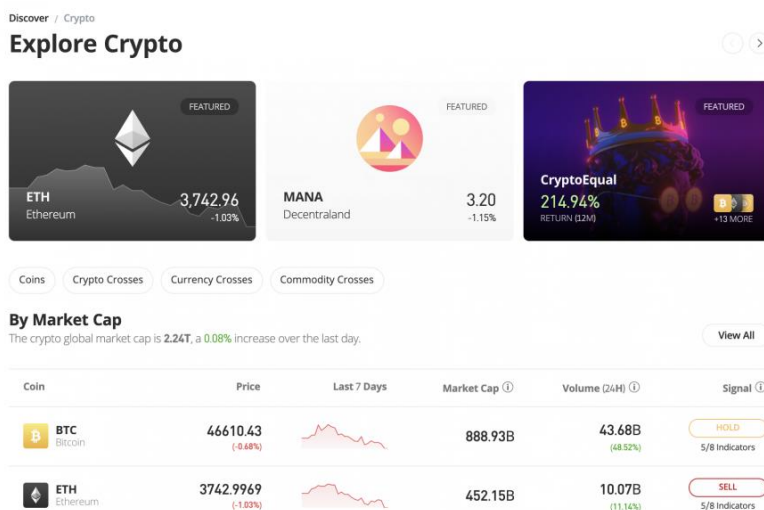 Discover / Crypto
Explore Crypto
FEATURED
ETH
Ethereum
3,742.96
-1.03%
FEATURED
MANA
Decentraland
3.20
-1.15%
FEATURED
CryptoEqual
214.94%
RETURN (12M)
+13 MORE
Coins
Crypto Crosses
Currency Crosses
Commodity Crosses
By Market Cap
The crypto global market cap is 2.24T, a 0.08% increase over the last day.
View All
Coin Price Last 7 Days Market Cap Volume (24H) Signal
BTC
Bitcoin
46610.43
(-0.68%)
888.93B
43.68B
(48.52%)
HOLD
5/8 Indicators
ETH
Ethereum
3742.9969
(-1.03%)
452.15B
10.07B
(11.14%)
SELL
5/8 Indicators